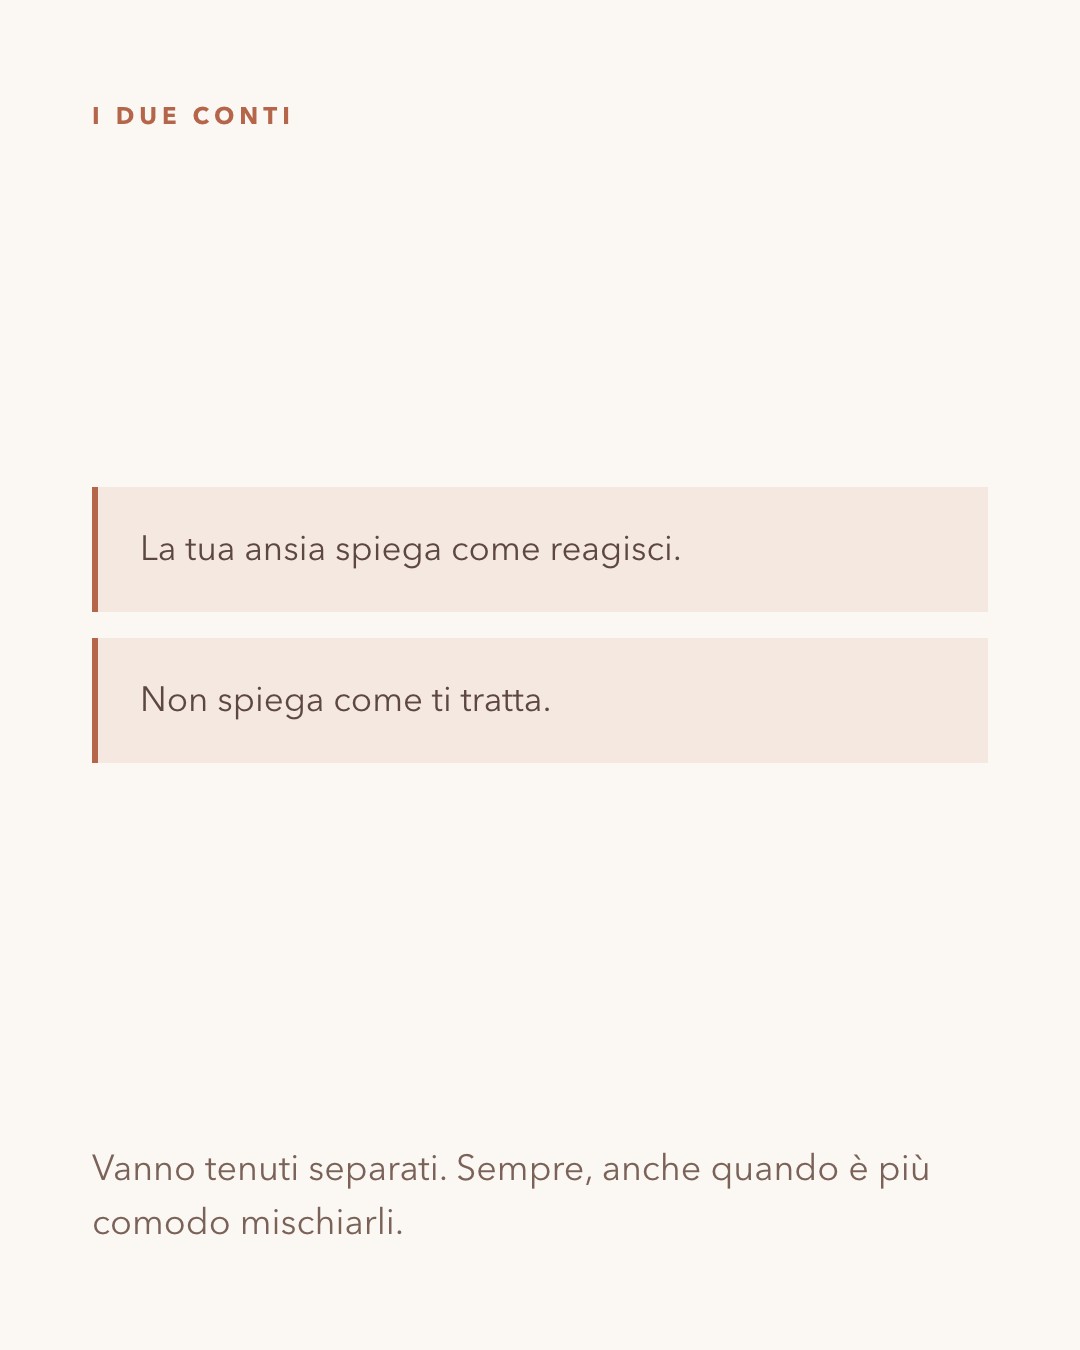 I DUE CONTI
La tua ansia spiega come reagisci.
Non spiega come ti tratta.
Vanno tenuti separati. Sempre, anche quando è più
comodo mischiarli.